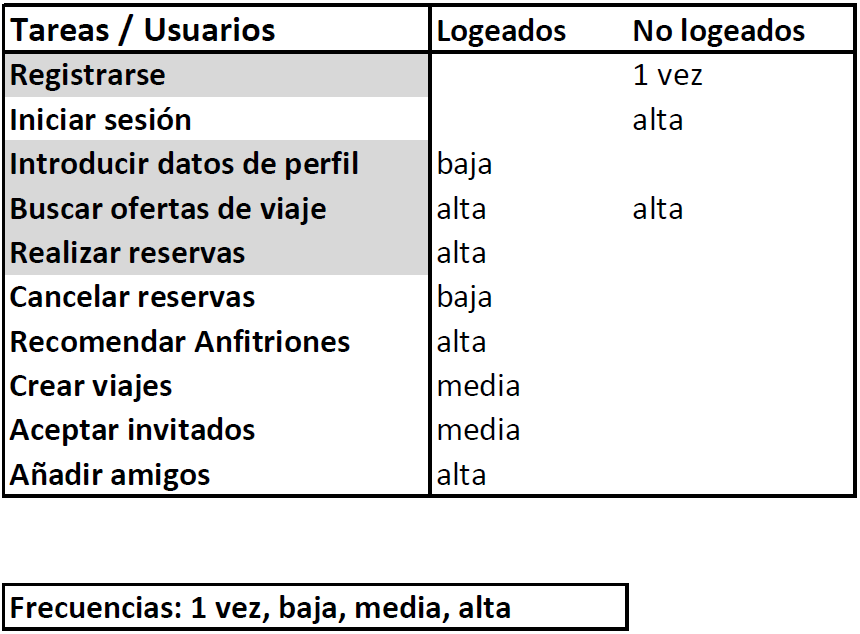 Tareas / Usuarios Logeados No logeados
Registrarse 1 vez
Iniciar sesión alta
Introducir datos de perfil baja
Buscar ofertas de viaje alta alta
Realizar reservas alta
Cancelar reservas baja
Recomendar Anfitriones alta
Crear viajes media
Aceptar invitados media
Añadir amigos alta
Frecuencias: 1 vez, baja, media, alta